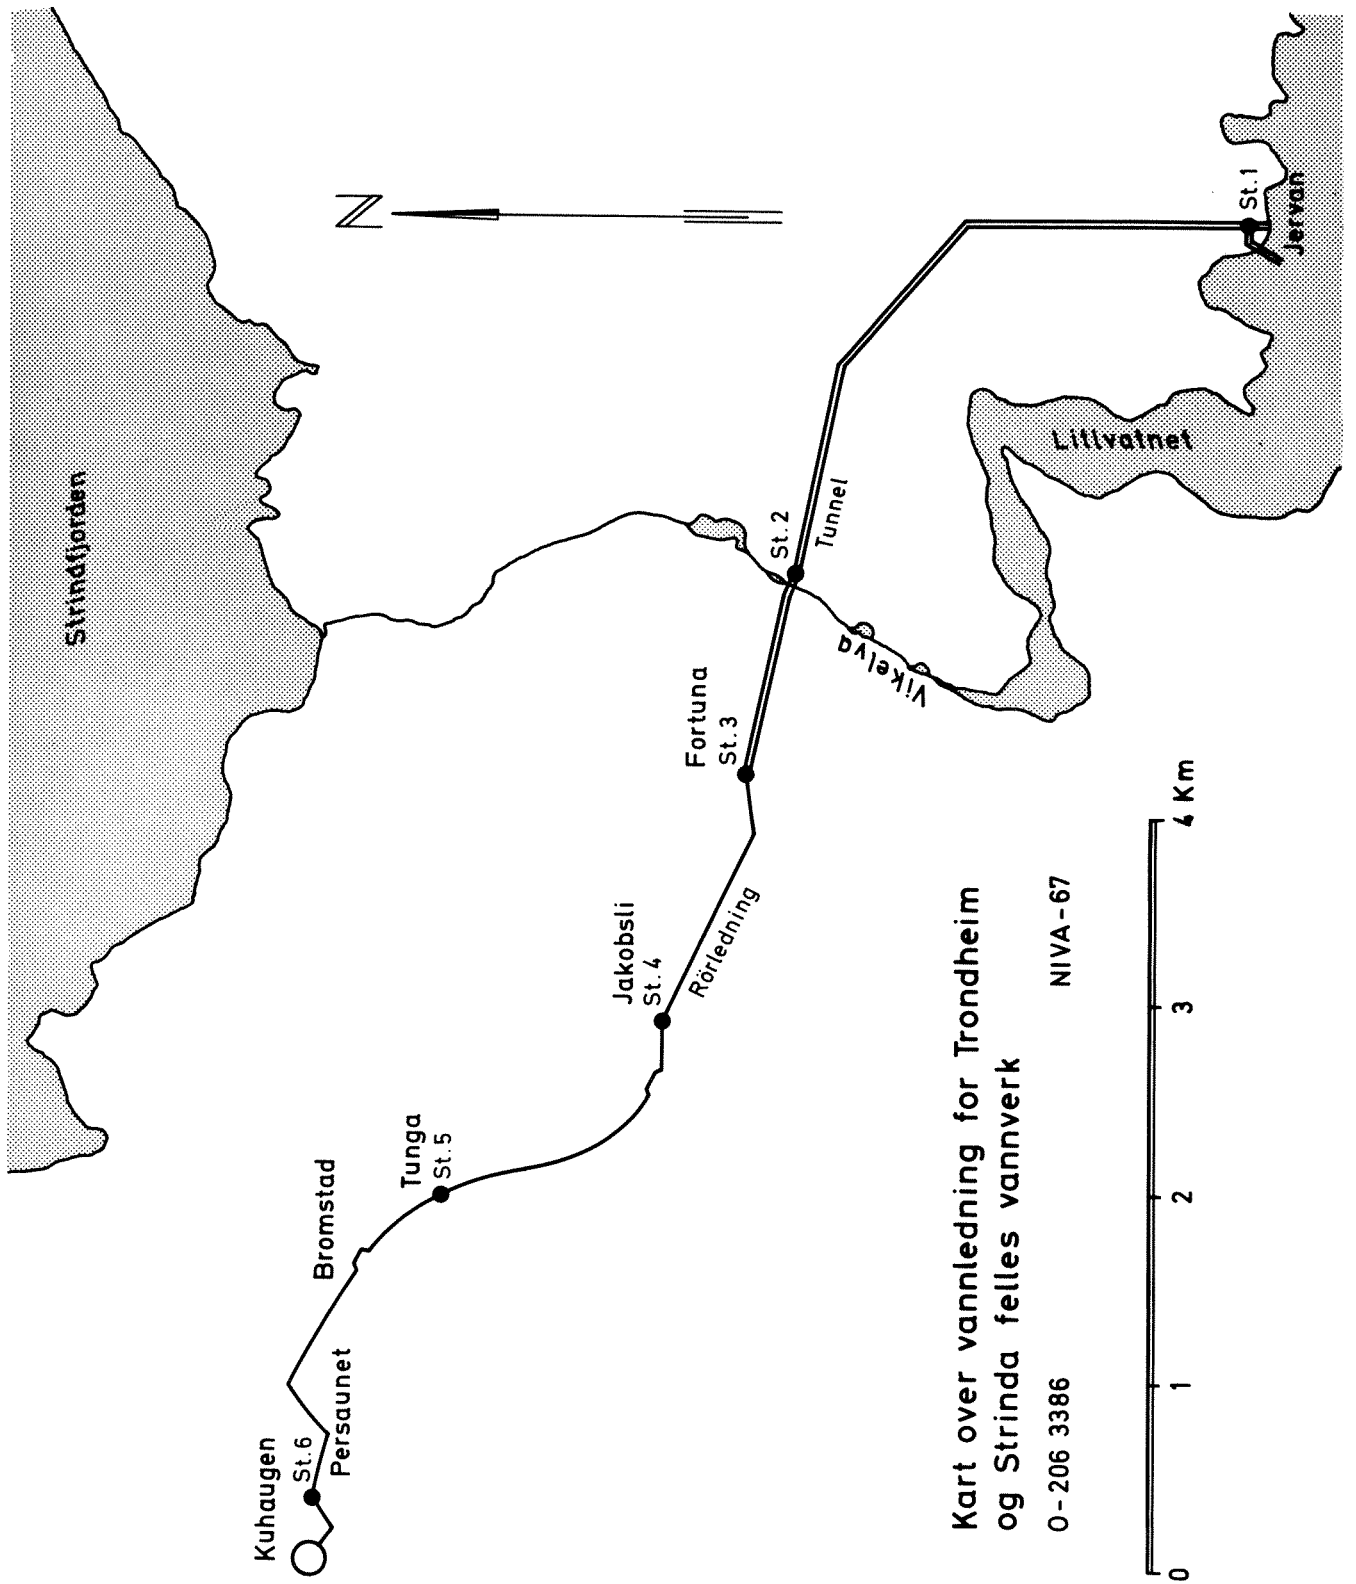 Strindfjorden
N
Kuhaugen
St.6
Persaunet
Bromstad
Tunga
St.5
Jakobsli
St.4
Rörledning
Fortuna
St.3
St.2
Tunnel
Vikelva
Litlvatnet
St.1
Jervan
Kart over vannledning for Trondheim
og Strinda felles vannverk
0-206 3386 NIVA-67
0 1 2 3 4 Km